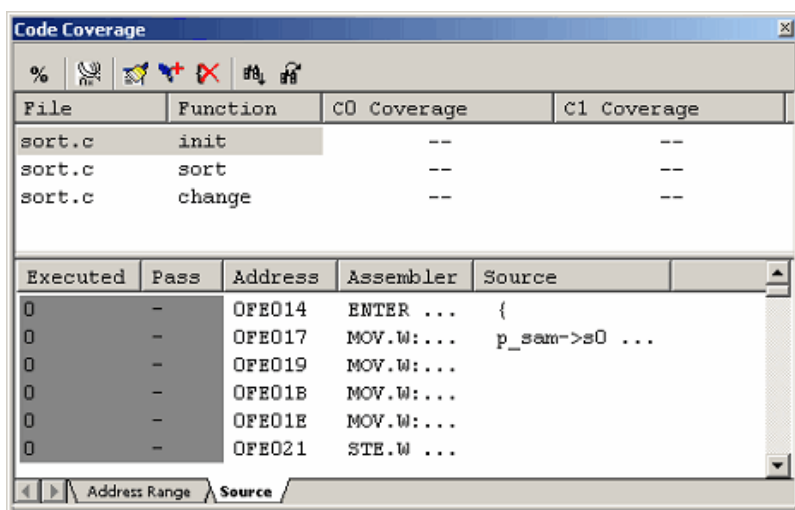 Code Coverage
%
File Function C0 Coverage C1 Coverage
sort.c init -- --
sort.c sort -- --
sort.c change -- --
Executed Pass Address Assembler Source
0 - 0FE014 ENTER ... {
0 - 0FE017 MOV.W:... p_sam->s0 ...
0 - 0FE019 MOV.W:...
0 - 0FE01B MOV.W:...
0 - 0FE01E MOV.W:...
0 - 0FE021 STE.W ...
Address Range Source